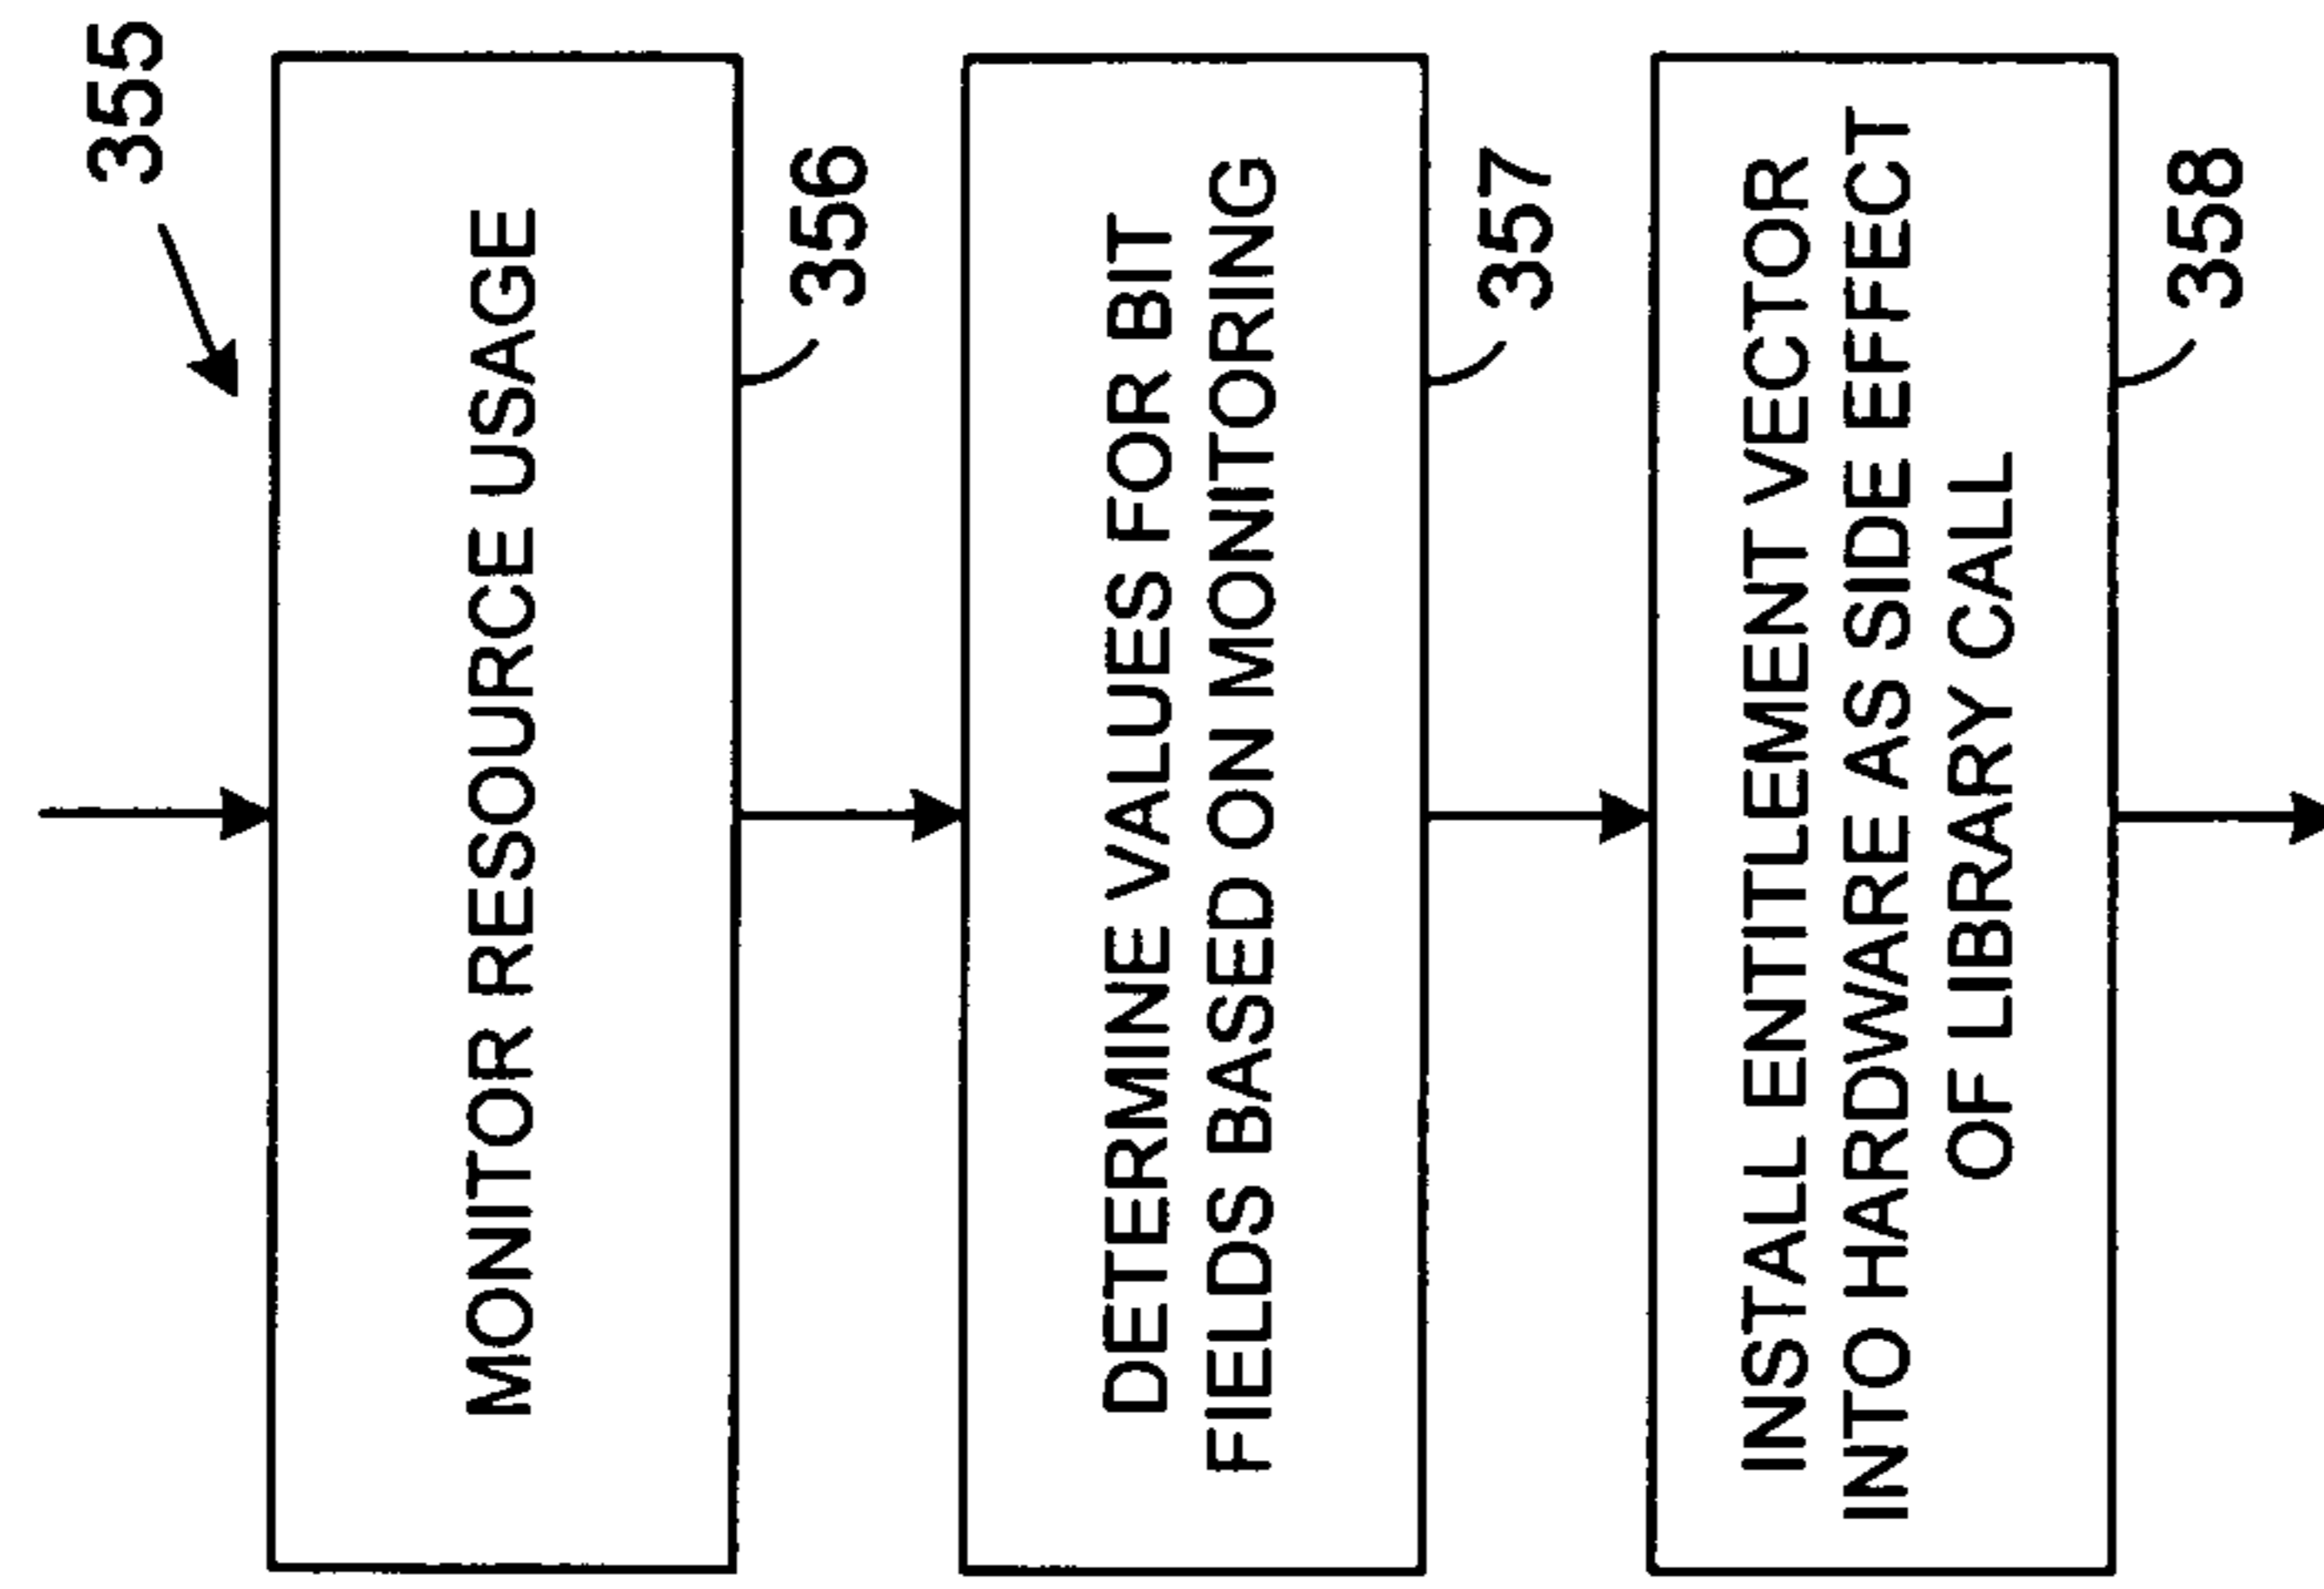 355
MONITOR RESOURCE USAGE
356
DETERMINE VALUES FOR BIT
FIELDS BASED ON MONITORING
357
INSTALL ENTITLEMENT VECTOR
INTO HARDWARE AS SIDE EFFECT
OF LIBRARY CALL
358